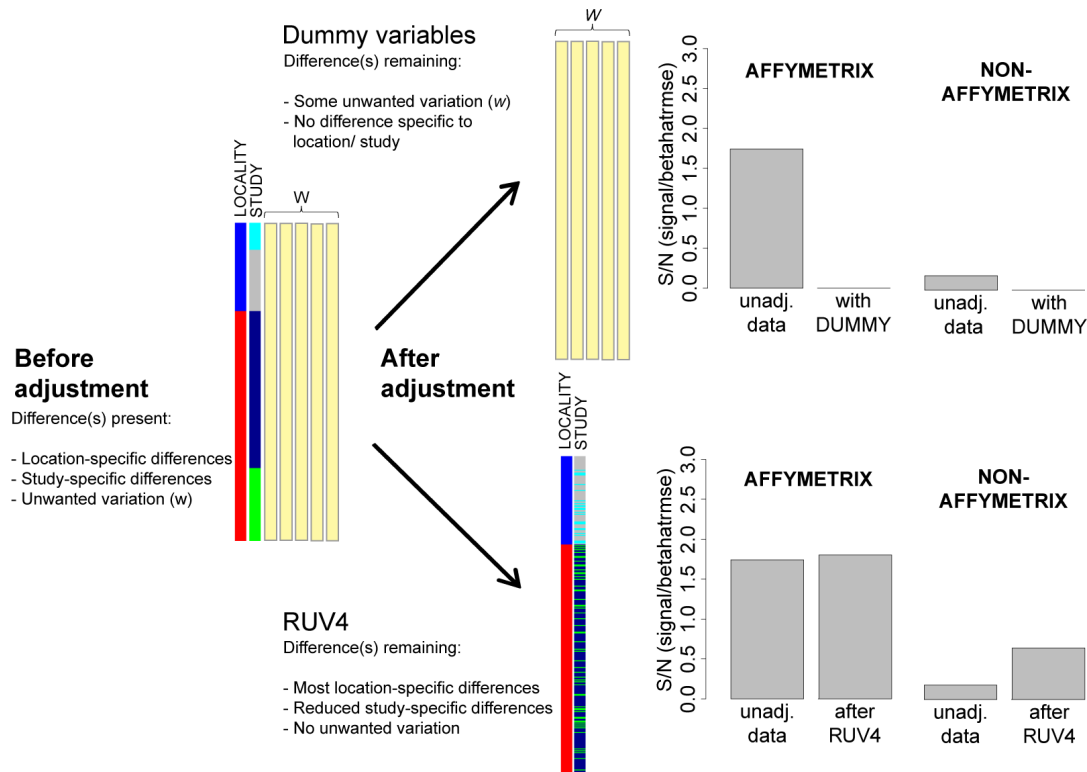 Before
adjustment
Difference(s) present:
- Location-specific differences
- Study-specific differences
- Unwanted variation (w)
LOCALITY
STUDY
W
After
adjustment
Dummy variables
Difference(s) remaining:
- Some unwanted variation (w)
- No difference specific to
location/ study
w
S/N (signal/betahatrmse)
0.0 0.5 1.0 1.5 2.0 2.5 3.0
AFFYMETRIX
NON-
AFFYMETRIX
unadj.
data
with
DUMMY
unadj.
data
with
DUMMY
RUV4
Difference(s) remaining:
- Most location-specific differences
- Reduced study-specific differences
- No unwanted variation
LOCALITY
STUDY
S/N (signal/betahatrmse)
0.0 0.5 1.0 1.5 2.0 2.5 3.0
AFFYMETRIX
NON-
AFFYMETRIX
unadj.
data
after
RUV4
unadj.
data
after
RUV4